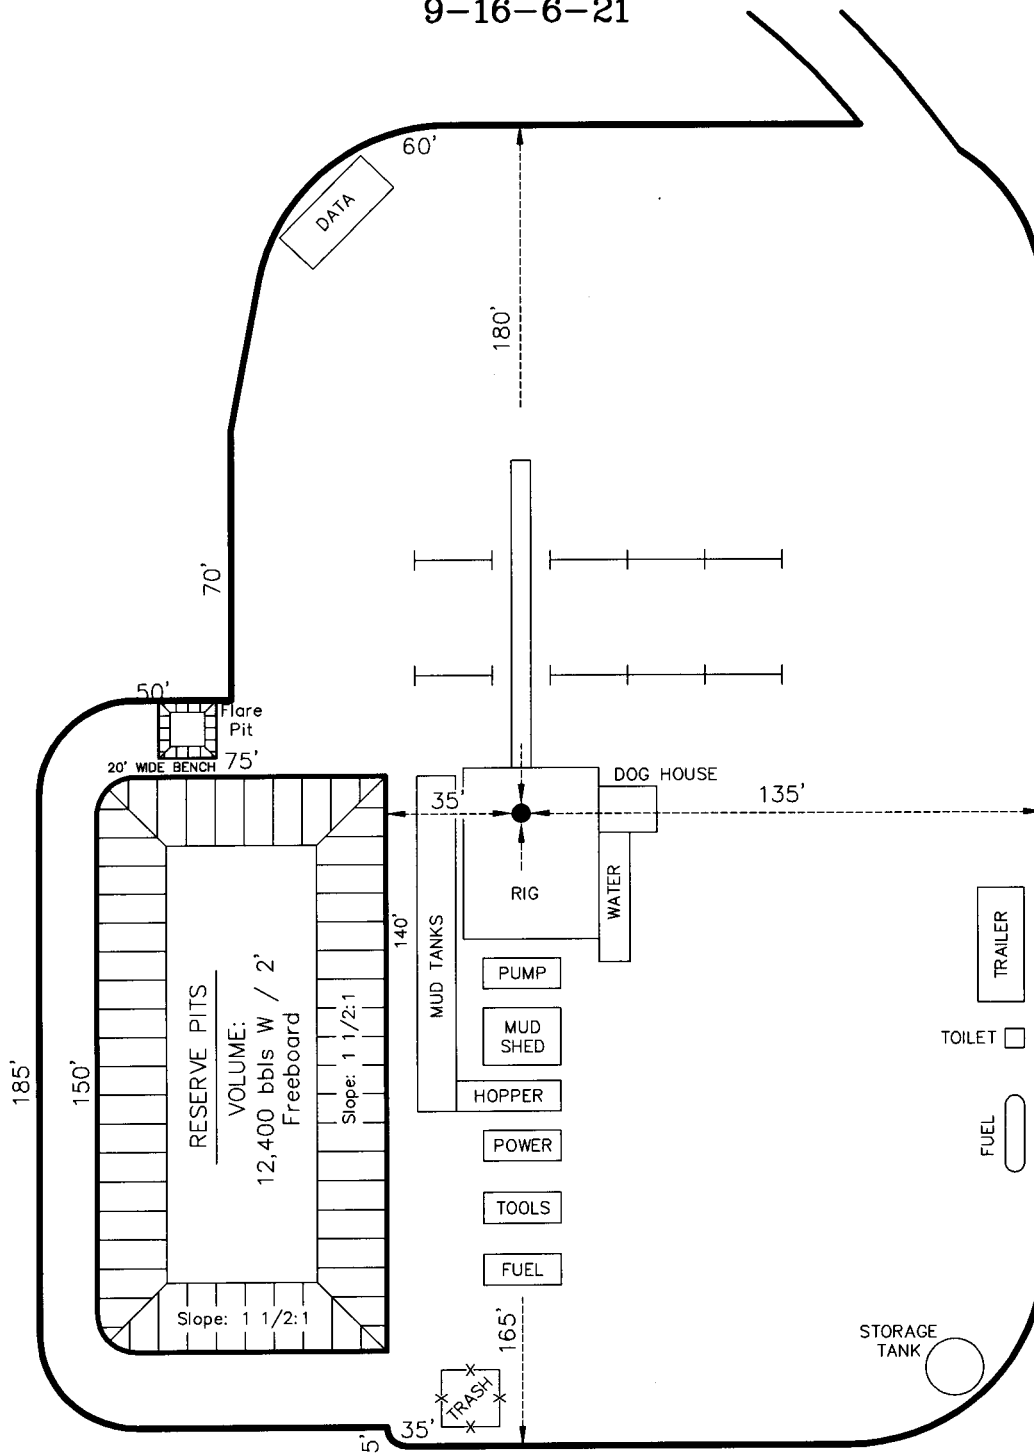 9-16-6-21
60'
DATA
180'
70'
50'
Flare
Pit
20' WIDE BENCH
75'
DOG HOUSE
35'
135'
RIG
WATER
140'
MUD TANKS
PUMP
TRAILER
RESERVE PITS
VOLUME:
12,400 bbls W / 2'
Freeboard
Slope: 1 1/2:1
MUD
SHED
TOILET
185'
150'
HOPPER
FUEL
POWER
TOOLS
FUEL
Slope: 1 1/2:1
165'
STORAGE
TANK
TRASH
35'
5'